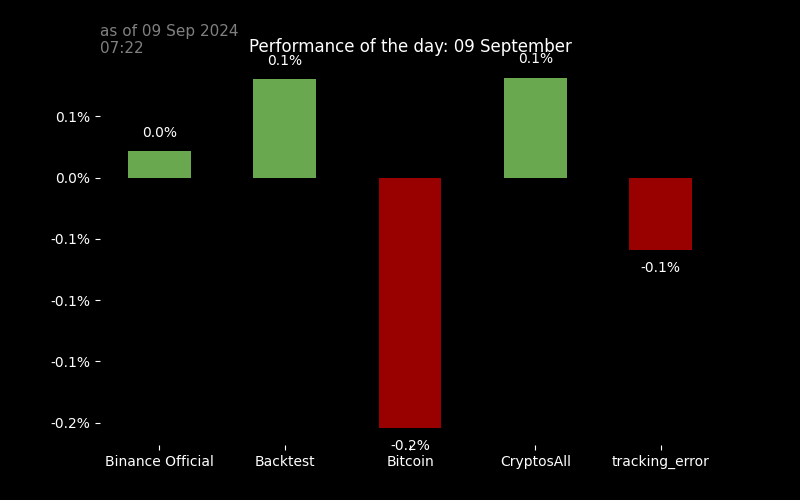 as of 09 Sep 2024
07:22
Performance of the day: 09 September
0.1%
0.1%
0.1%
0.0%
0.0%
-0.1%
-0.1%
-0.1%
-0.1%
-0.2%
-0.2%
Binance Official
Backtest
Bitcoin
CryptosAll
tracking_error